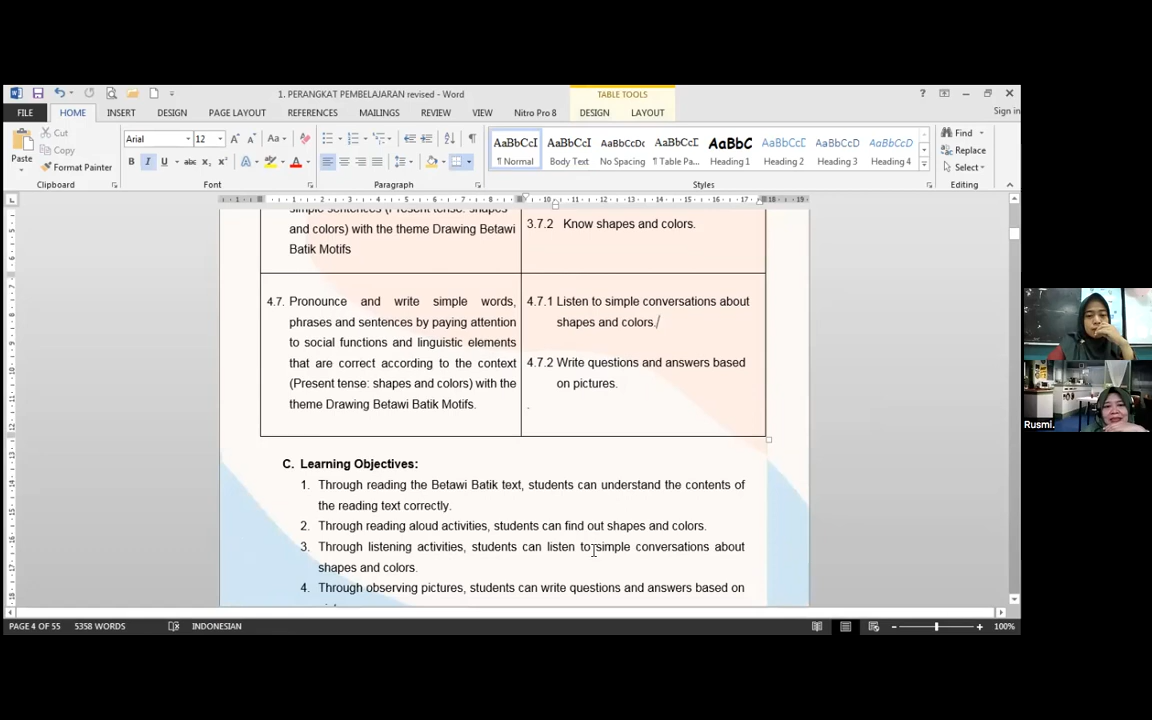 1. PERANGKAT PEMBELAJARAN revised - Word
TABLE TOOLS
Sign in
FILE
HOME
INSERT
DESIGN
PAGE LAYOUT
REFERENCES
MAILINGS
REVIEW
VIEW
Nitro Pro 8
DESIGN
LAYOUT
Paste
Cut
Copy
Format Painter
Clipboard
Arial
12
Font
Paragraph
AaBbCcI
¶ Normal
AaBbCcI
Body Text
AaBbCcDc
No Spacing
AaBbCcI
¶ Table Pa...
AaBbC
Heading 1
AaBbCcI
Heading 2
AaBbCcD
Heading 3
AaBbCcI
Heading 4
Styles
Find
Replace
Select
Editing
simple sentences (Present tense: shapes
and colors) with the theme Drawing Betawi
Batik Motifs
3.7.2 Know shapes and colors.
4.7. Pronounce and write simple words,
phrases and sentences by paying attention
to social functions and linguistic elements
that are correct according to the context
(Present tense: shapes and colors) with the
theme Drawing Betawi Batik Motifs.
4.7.1 Listen to simple conversations about
shapes and colors./
4.7.2 Write questions and answers based
on pictures.
.
C. Learning Objectives:
1. Through reading the Betawi Batik text, students can understand the contents of
the reading text correctly.
2. Through reading aloud activities, students can find out shapes and colors.
3. Through listening activities, students can listen to simple conversations about
shapes and colors.
4. Through observing pictures, students can write questions and answers based on
PAGE 4 OF 55
5358 WORDS
INDONESIAN
100%
Rusmi.